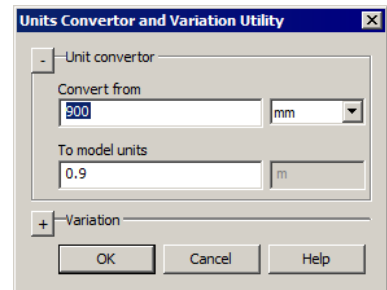 Units Convertor and Variation Utility
- Unit convertor
Convert from
900 mm
To model units
0.9 m
+ Variation
OK Cancel Help